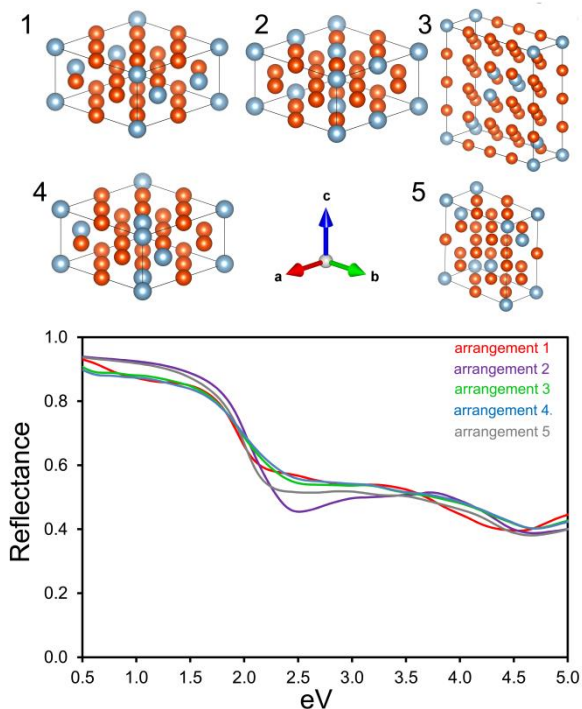 1 2 3
4 5
c
a b
1.0
0.8
0.6
0.4
0.2
0.0
Reflectance
arrangement 1
arrangement 2
arrangement 3
arrangement 4.
arrangement 5
0.5 1.0 1.5 2.0 2.5 3.0 3.5 4.0 4.5 5.0
eV